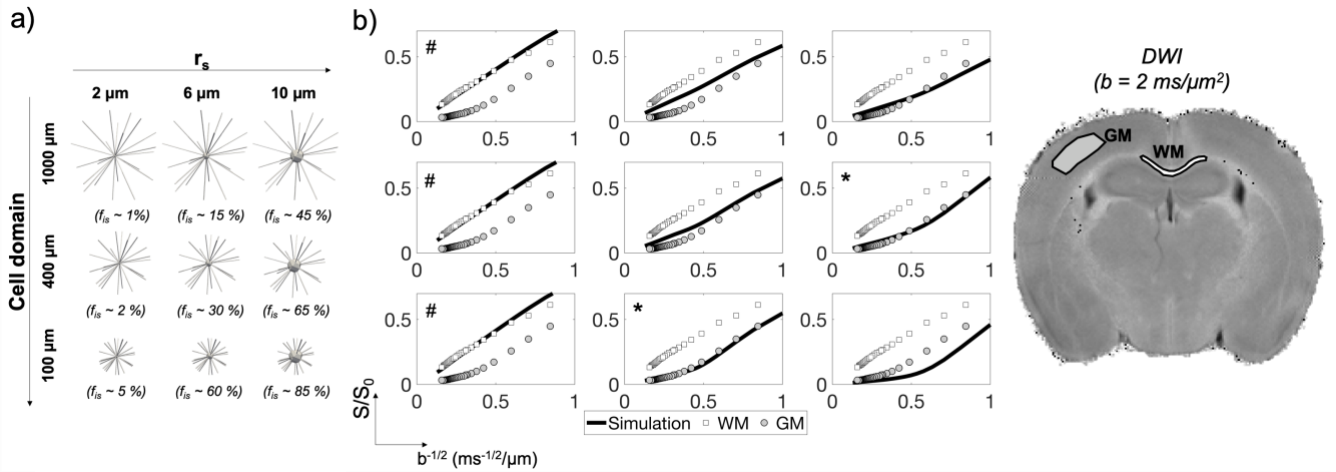 a)
r_s
2 μm 6 μm 10 μm
Cell domain
1000 μm
(f_is ~ 1%) (f_is ~ 15 %) (f_is ~ 45 %)
400 μm
(f_is ~ 2 %) (f_is ~ 30 %) (f_is ~ 65 %)
100 μm
(f_is ~ 5 %) (f_is ~ 60 %) (f_is ~ 85 %)
b)
# 
0.5 0.5 0.5
0 0 0
0 0.5 1 0 0.5 1 0 0.5 1
# *
0.5 0.5 0.5
0 0 0
0 0.5 1 0 0.5 1 0 0.5 1
# *
0.5 0.5 0.5
0 0 0
0 0.5 1 0 0.5 1 0 0.5 1
S/S₀
Simulation WM GM
b⁻¹/² (ms⁻¹/²/μm)
DWI
(b = 2 ms/μm²)
GM
WM